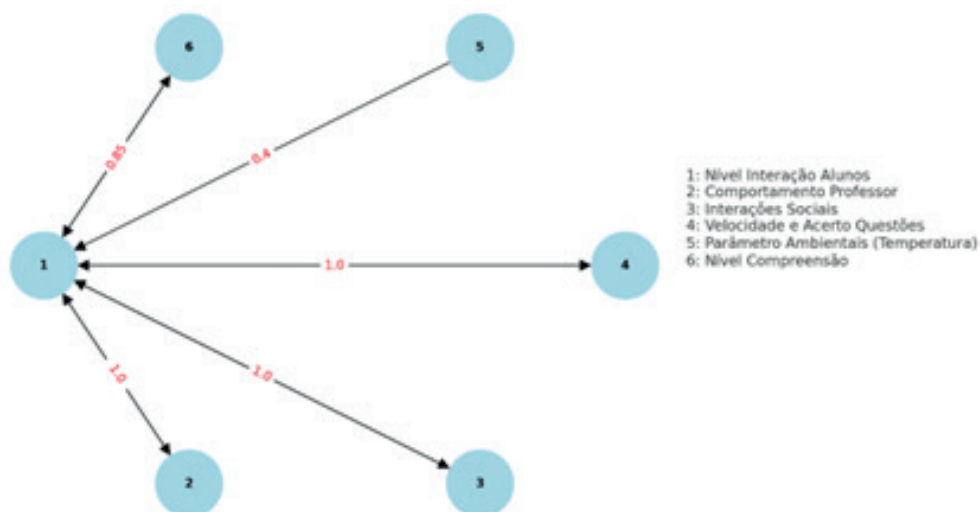 6
5
0.85
0.4
1: Nível Interação Alunos
2: Comportamento Professor
3: Interações Sociais
4: Velocidade e Acerto Questões
5: Parâmetro Ambientais (Temperatura)
6: Nível Compreensão
1
1.0
4
1.0
1.0
2
3